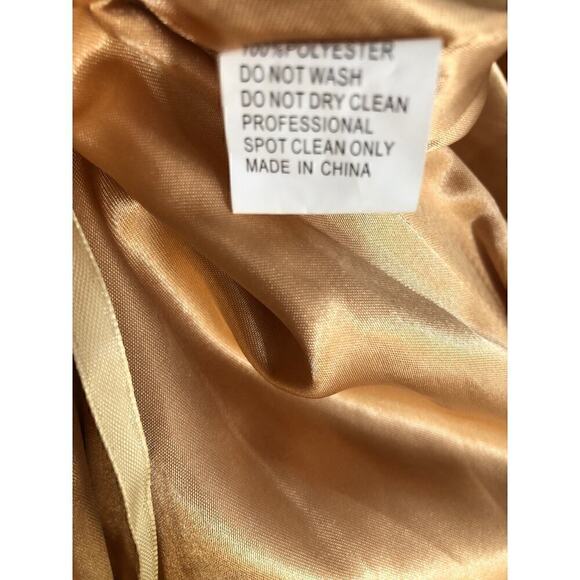 100% POLYESTER
DO NOT WASH
DO NOT DRY CLEAN
PROFESSIONAL
SPOT CLEAN ONLY
MADE IN CHINA